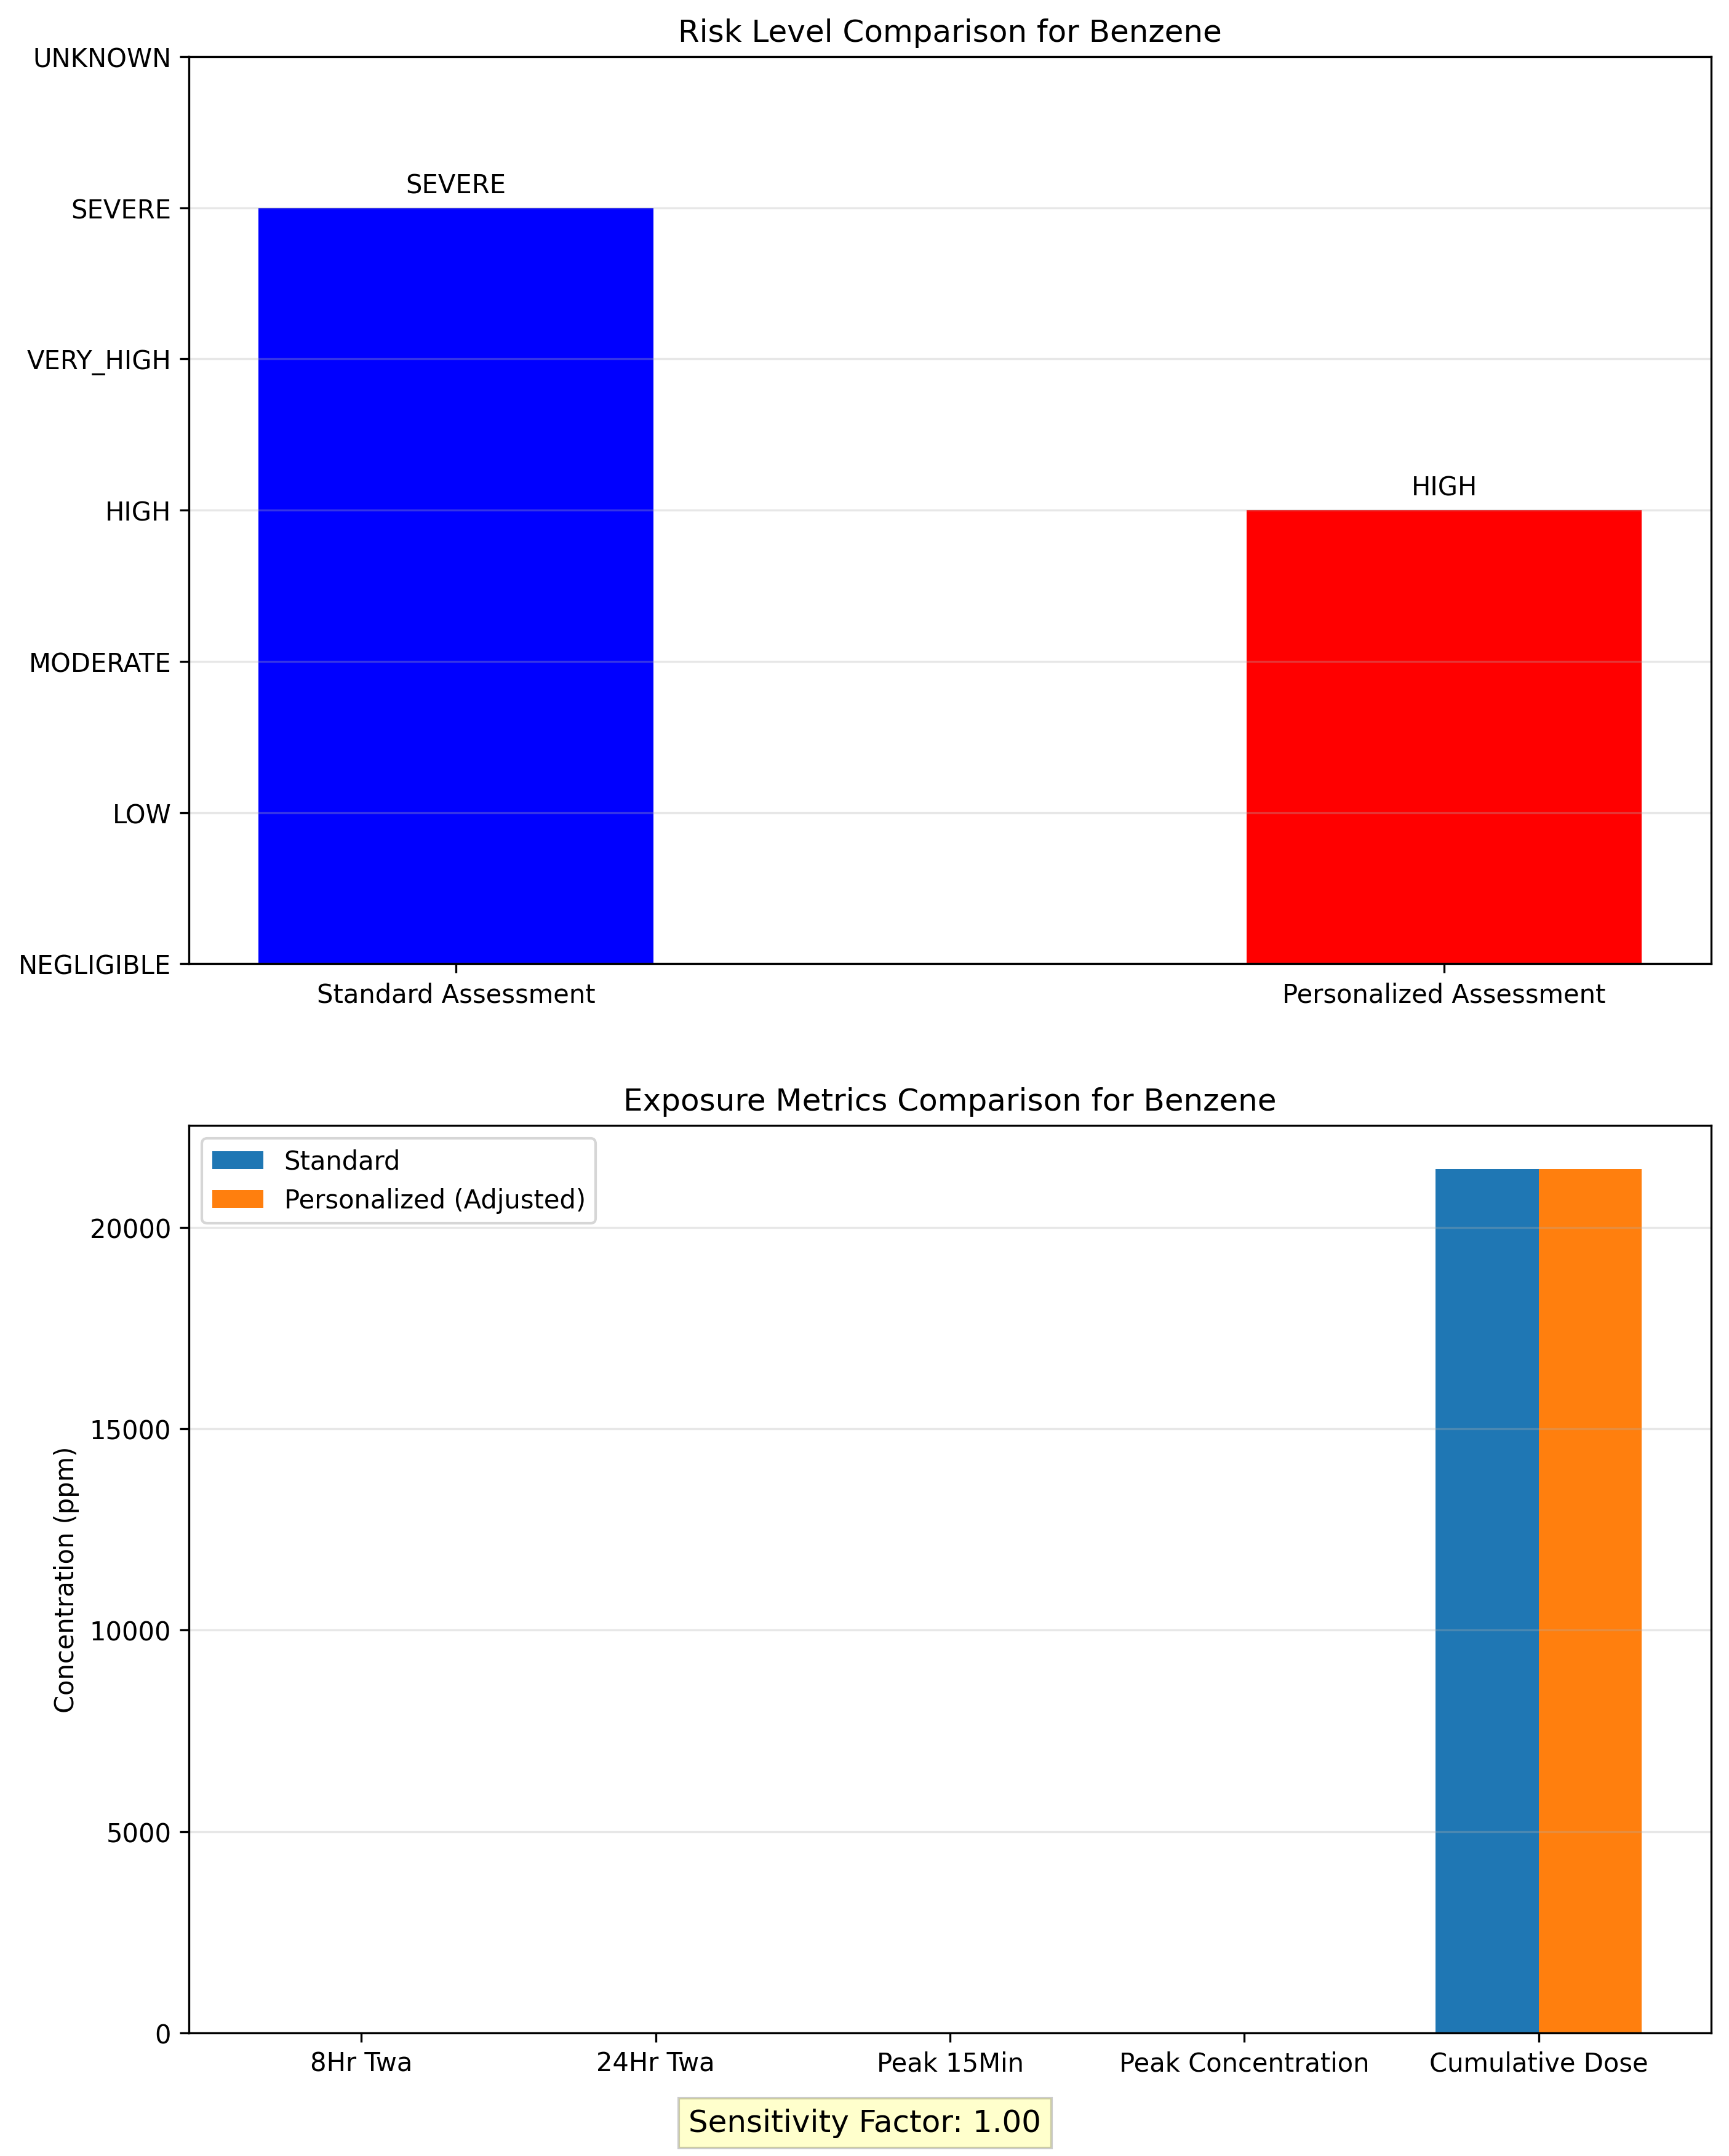 Risk Level Comparison for Benzene
UNKNOWN
SEVERE
SEVERE
VERY_HIGH
HIGH
HIGH
MODERATE
LOW
NEGLIGIBLE
Standard Assessment
Personalized Assessment
Exposure Metrics Comparison for Benzene
Standard
Personalized (Adjusted)
20000
15000
10000
5000
0
Concentration (ppm)
8Hr Twa
24Hr Twa
Peak 15Min
Peak Concentration
Cumulative Dose
Sensitivity Factor: 1.00